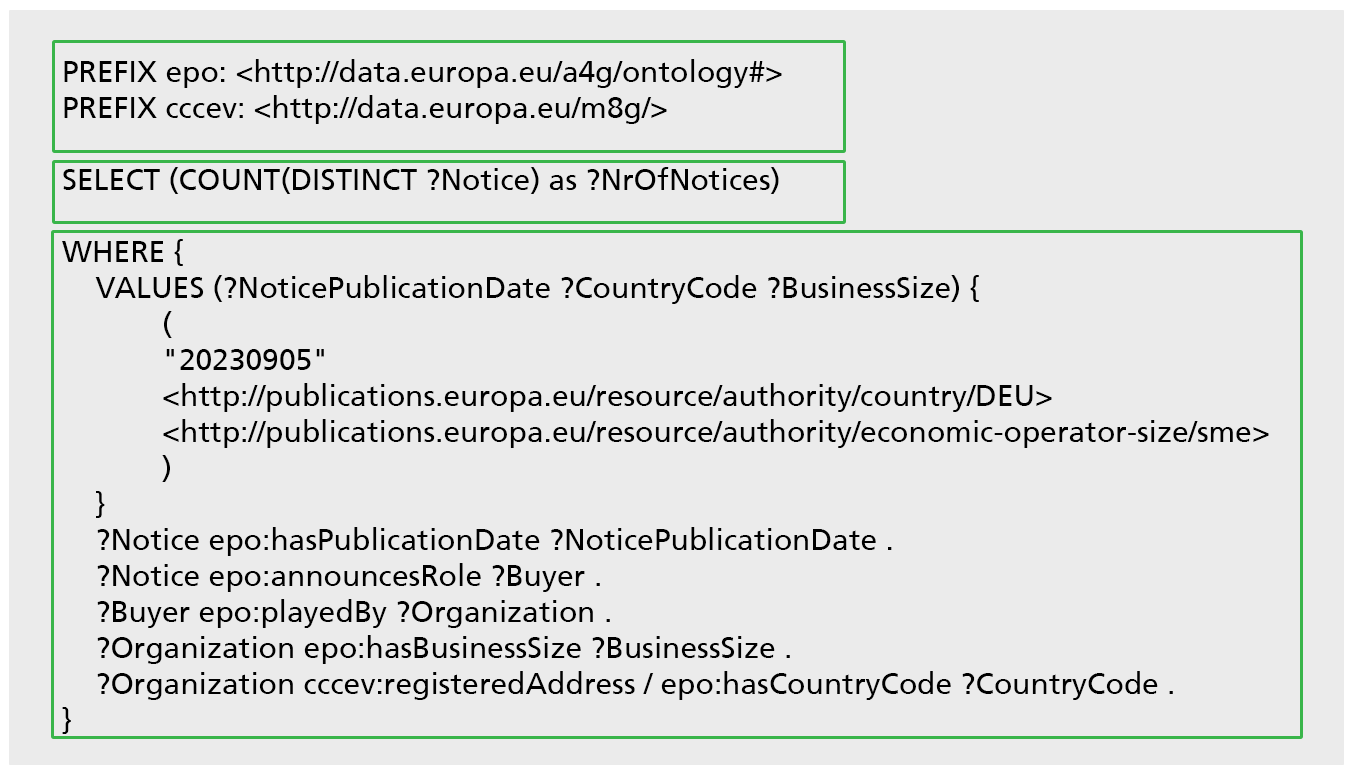 PREFIX epo: <http://data.europa.eu/a4g/ontology#>
PREFIX cccev: <http://data.europa.eu/m8g/>
SELECT (COUNT(DISTINCT ?Notice) as ?NrOfNotices)
WHERE {
VALUES (?NoticePublicationDate ?CountryCode ?BusinessSize) {
(
"20230905"
<http://publications.europa.eu/resource/authority/country/DEU>
<http://publications.europa.eu/resource/authority/economic-operator-size/sme>
)
}
?Notice epo:hasPublicationDate ?NoticePublicationDate .
?Notice epo:announcesRole ?Buyer .
?Buyer epo:playedBy ?Organization .
?Organization epo:hasBusinessSize ?BusinessSize .
?Organization cccev:registeredAddress / epo:hasCountryCode ?CountryCode .
}